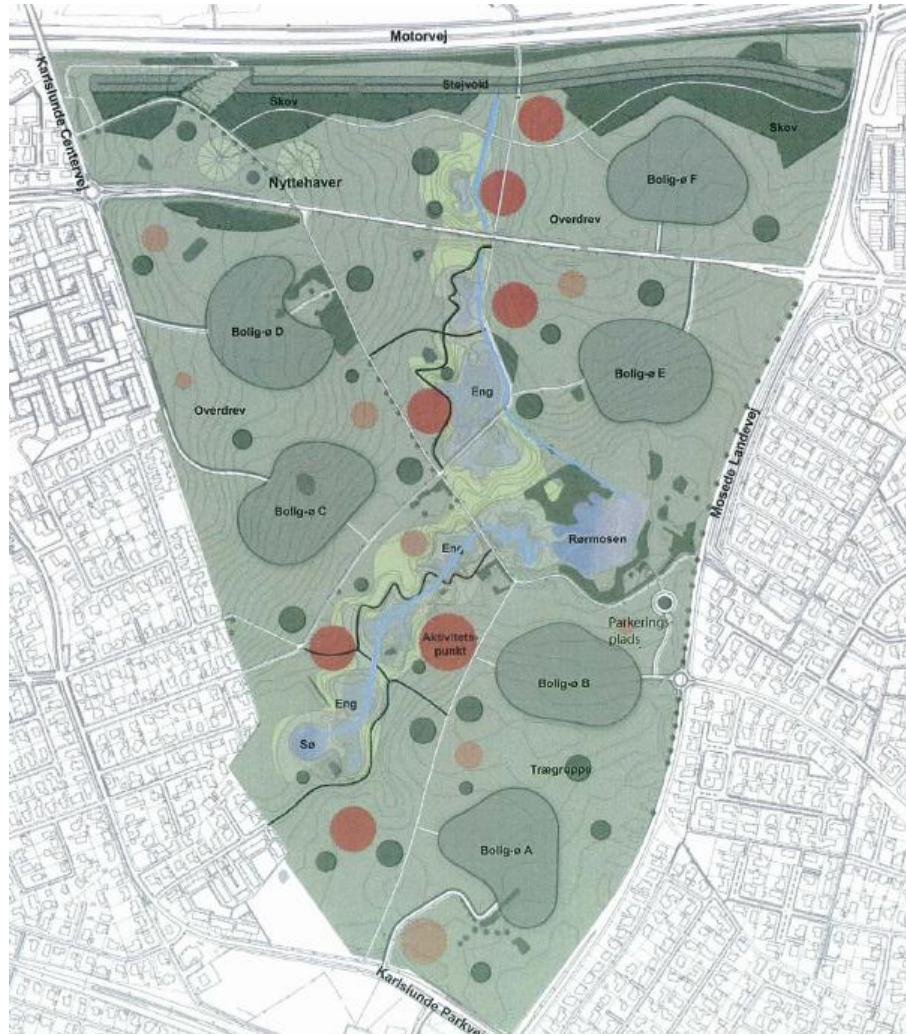 Motorvej
Karlslunde Centervej
Støjvold
Skov
Skov
Nyttehaver
Bolig-ø F
Overdrev
Bolig-ø D
Bolig-ø E
Eng
Overdrev
Mosede Landevej
Bolig-ø C
Eng
Rørmosen
Parkerings-
plads
Aktivitets-
punkt
Bolig-ø B
Eng
Sø
Trægruppe
Bolig-ø A
Karlslunde Parkvej